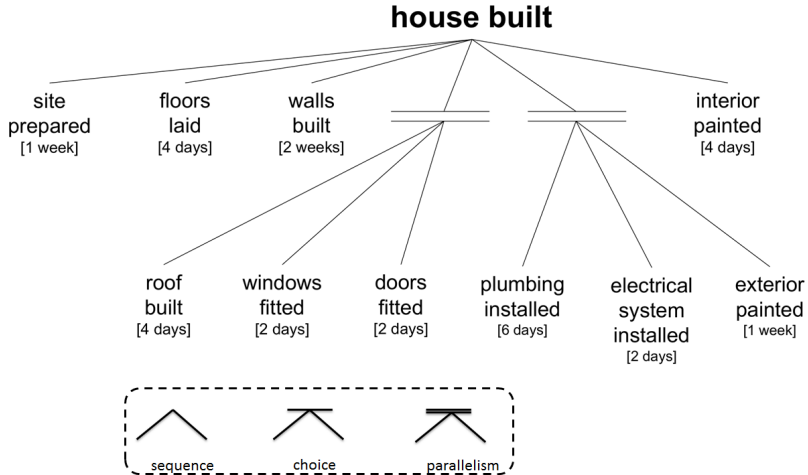 house built
site
prepared
[1 week]
floors
laid
[4 days]
walls
built
[2 weeks]
interior
painted
[4 days]
roof
built
[4 days]
windows
fitted
[2 days]
doors
fitted
[2 days]
plumbing
installed
[6 days]
electrical
system
installed
[2 days]
exterior
painted
[1 week]
sequence
choice
parallelism